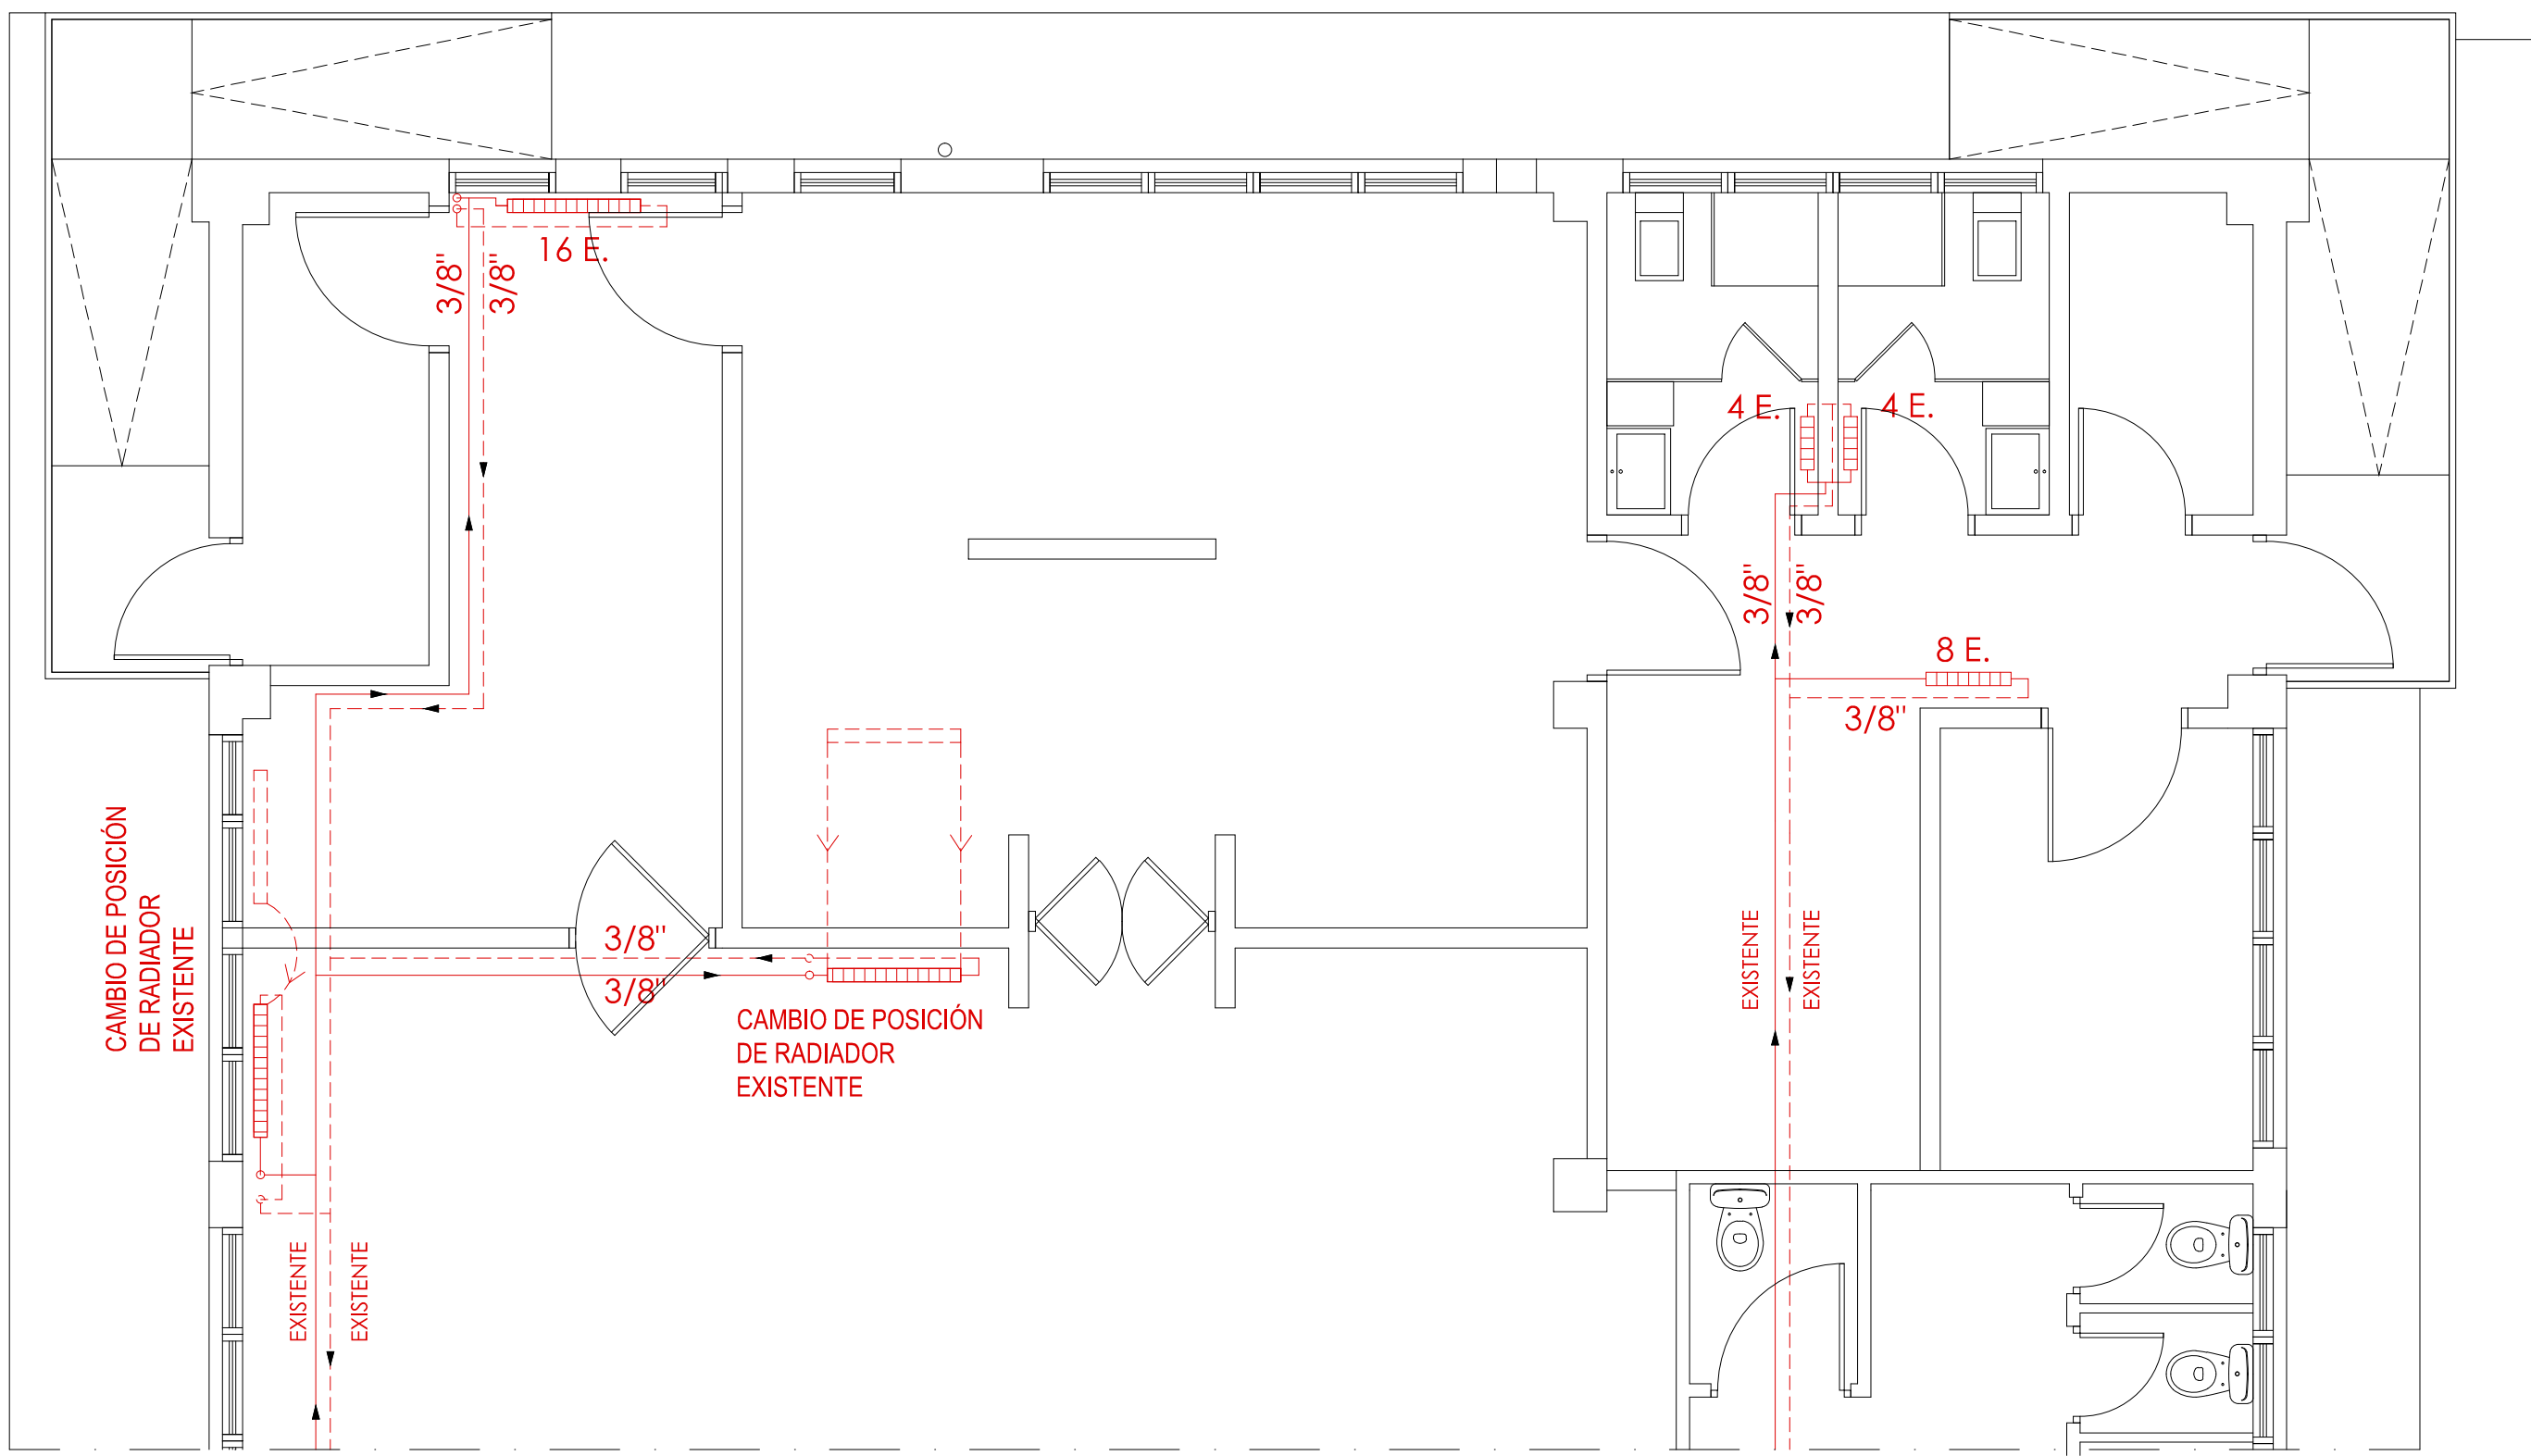 16 E.
3/8"
3/8"
4 E.
4 E.
3/8"
3/8"
8 E.
3/8"
CAMBIO DE POSICIÓN
DE RADIADOR
EXISTENTE
3/8"
3/8"
CAMBIO DE POSICIÓN
DE RADIADOR
EXISTENTE
EXISTENTE
EXISTENTE
EXISTENTE
EXISTENTE